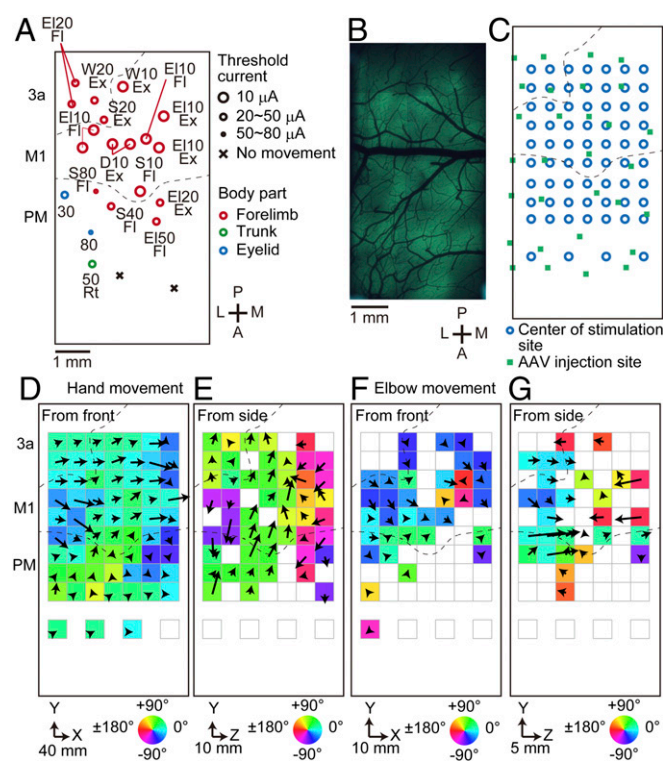 A
El20
Fl
W20
Ex
W10
Ex
El10
Fl
3a
S20
Ex
El10
Ex
El10
Fl
M1
D10
Ex
S10
Fl
El10
Ex
S80
Fl
PM
30
S40
Fl
El20
Ex
80
El50
Fl
50
Rt
1 mm
Threshold
current
10 μA
20~50 μA
50~80 μA
No movement
Body part
Forelimb
Trunk
Eyelid
P
L M
A
B
1 mm
P
L M
A
C
Center of stimulation
site
AAV injection site
D Hand movement E
From front
From side
3a
M1
PM
Y
X
40 mm
+90°
±180° 0°
-90°
Y
Z
10 mm
+90°
±180° 0°
-90°
F Elbow movement G
From front
From side
Y
X
10 mm
+90°
±180° 0°
-90°
Y
Z
5 mm
+90°
±180° 0°
-90°